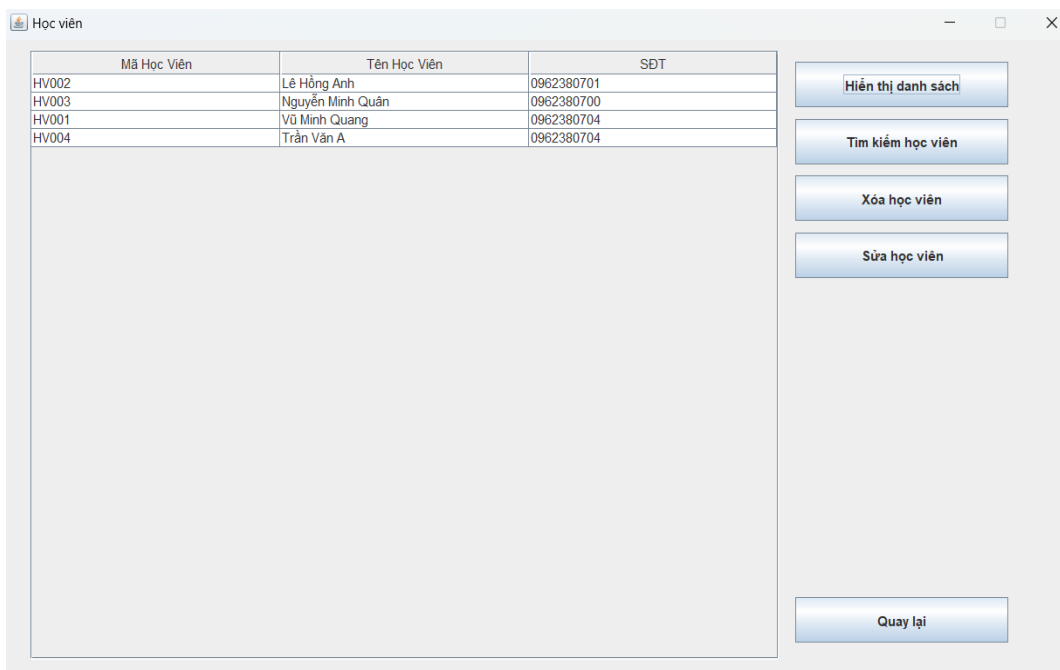 Học viên
Mã Học Viên Tên Học Viên SĐT
HV002 Lê Hồng Anh 0962380701
HV003 Nguyễn Minh Quân 0962380700
HV001 Vũ Minh Quang 0962380704
HV004 Trần Văn A 0962380704
Hiển thị danh sách
Tìm kiếm học viên
Xóa học viên
Sửa học viên
Quay lại